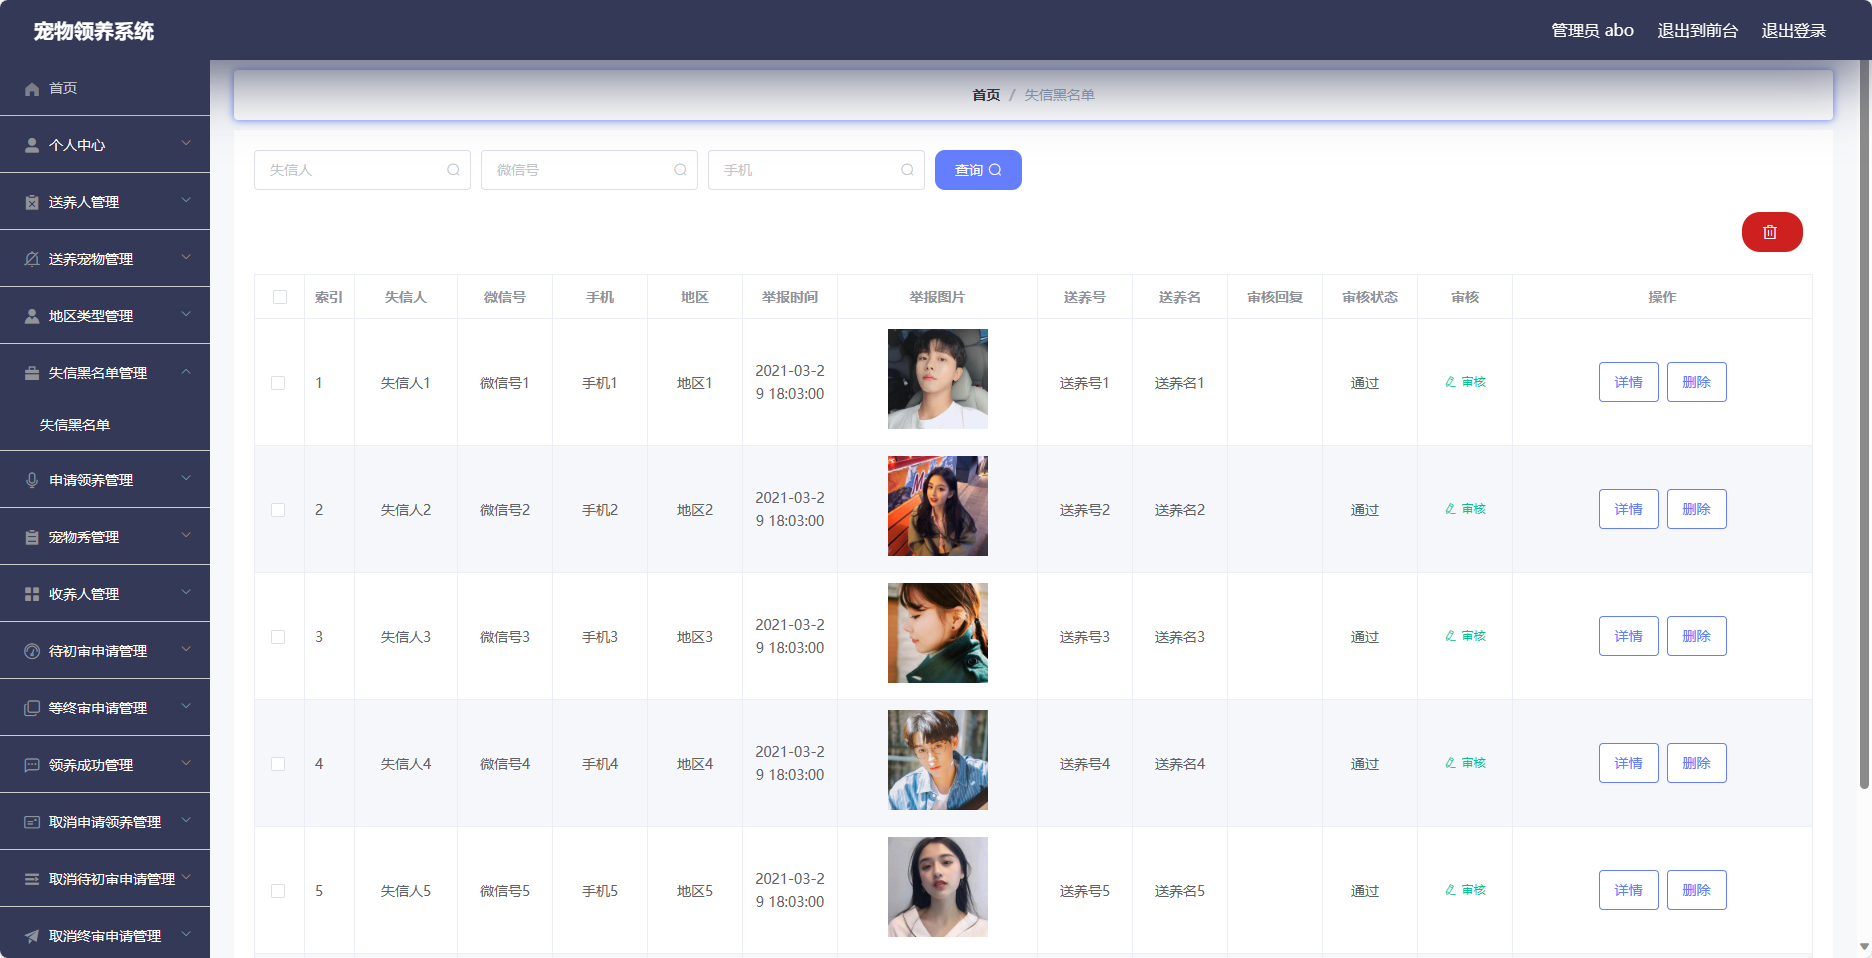 宠物领养系统
管理员 abo 退出到前台 退出登录
首页
个人中心
送养人管理
送养宠物管理
地区类型管理
失信黑名单管理
失信黑名单
申请领养管理
宠物秀管理
收养人管理
待初审申请管理
等终审申请管理
领养成功管理
取消申请领养管理
取消待初审申请管理
取消终审申请管理
首页 / 失信黑名单
失信人 微信号 手机 查询
索引 失信人 微信号 手机 地区 举报时间 举报图片 送养号 送养名 审核回复 审核状态 审核 操作
1 失信人1 微信号1 手机1 地区1 2021-03-2
9 18:03:00 送养号1 送养名1 通过 审核 详情 删除
2 失信人2 微信号2 手机2 地区2 2021-03-2
9 18:03:00 送养号2 送养名2 通过 审核 详情 删除
3 失信人3 微信号3 手机3 地区3 2021-03-2
9 18:03:00 送养号3 送养名3 通过 审核 详情 删除
4 失信人4 微信号4 手机4 地区4 2021-03-2
9 18:03:00 送养号4 送养名4 通过 审核 详情 删除
5 失信人5 微信号5 手机5 地区5 2021-03-2
9 18:03:00 送养号5 送养名5 通过 审核 详情 删除